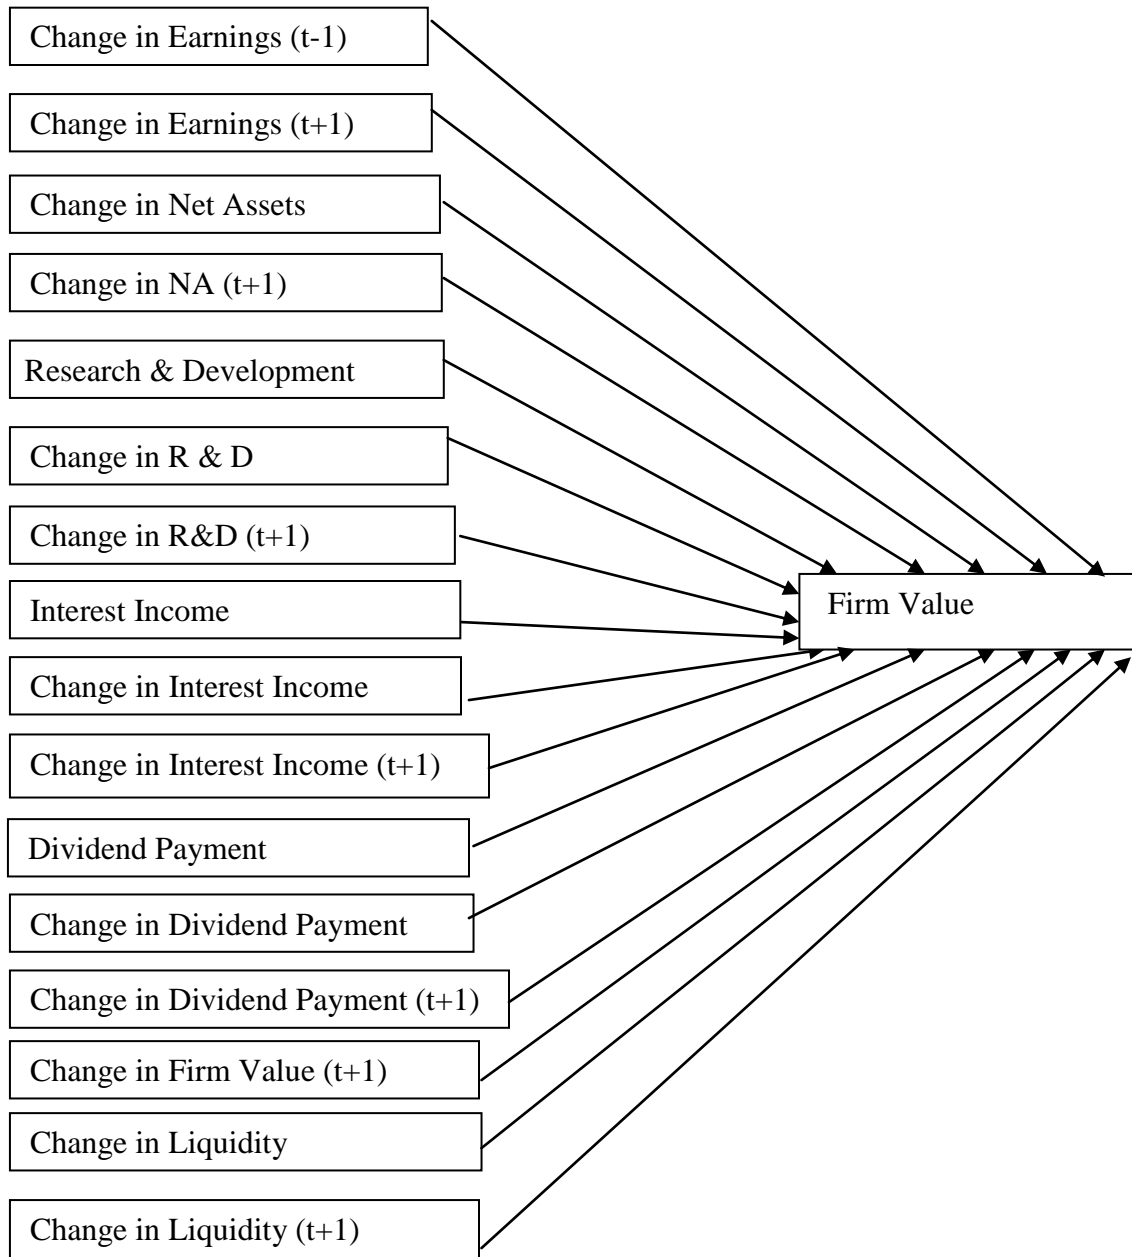 Change in Earnings (t-1)
Change in Earnings (t+1)
Change in Net Assets
Change in NA (t+1)
Research & Development
Change in R & D
Change in R&D (t+1)
Interest Income
Firm Value
Change in Interest Income
Change in Interest Income (t+1)
Dividend Payment
Change in Dividend Payment
Change in Dividend Payment (t+1)
Change in Firm Value (t+1)
Change in Liquidity
Change in Liquidity (t+1)